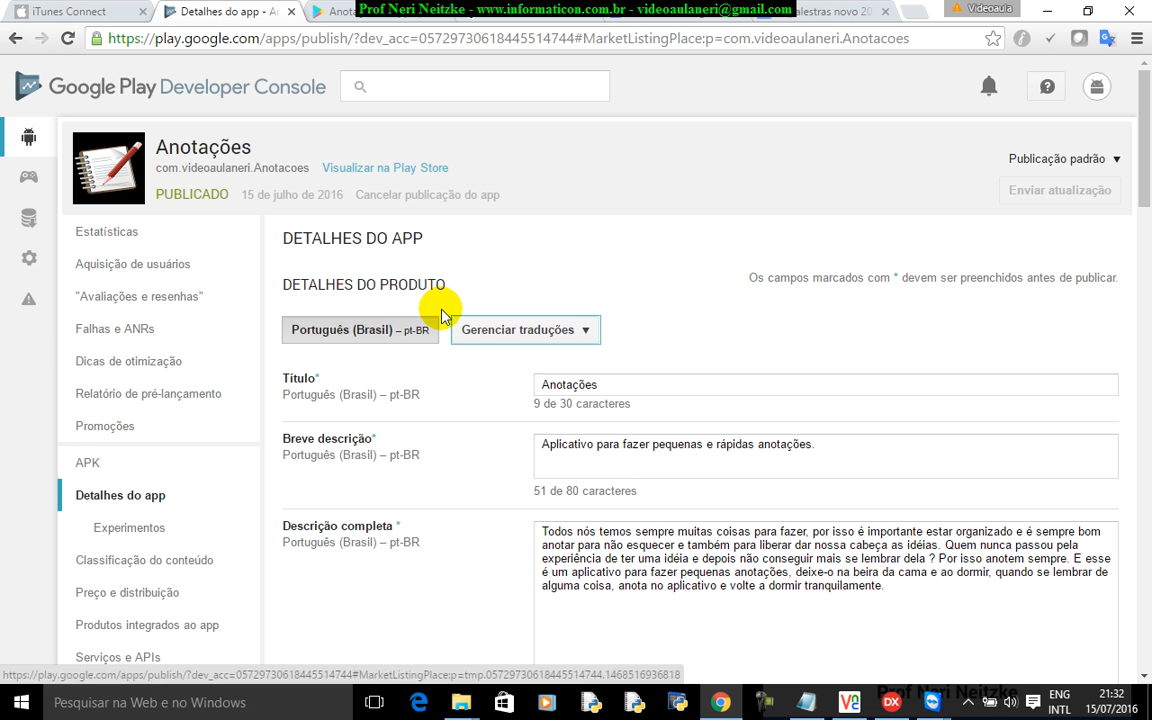 Prof Neri Neitzke - www.informaticon.com.br - videoaulaneri@gmail.com
iTunes Connect
Detalhes do app - A
Anota
alestras novo 20
Videoaula
https://play.google.com/apps/publish/?dev_acc=05729730618445514744#MarketListingPlace:p=com.videoaulaneri.Anotacoes
Google Play Developer Console
Anotações
com.videoaulaneri.Anotacoes Visualizar na Play Store
PUBLICADO 15 de julho de 2016 Cancelar publicação do app
Publicação padrão
Enviar atualização
Estatísticas
Aquisição de usuários
"Avaliações e resenhas"
Falhas e ANRs
Dicas de otimização
Relatório de pré-lançamento
Promoções
APK
Detalhes do app
Experimentos
Classificação do conteúdo
Preço e distribuição
Produtos integrados ao app
Serviços e APIs
DETALHES DO APP
DETALHES DO PRODUTO
Os campos marcados com * devem ser preenchidos antes de publicar.
Português (Brasil) – pt-BR
Gerenciar traduções
Título*
Português (Brasil) – pt-BR
Anotações
9 de 30 caracteres
Breve descrição*
Português (Brasil) – pt-BR
Aplicativo para fazer pequenas e rápidas anotações.
51 de 80 caracteres
Descrição completa *
Português (Brasil) – pt-BR
Todos nós temos sempre muitas coisas para fazer, por isso é importante estar organizado e é sempre bom
anotar para não esquecer e também para liberar dar nossa cabeça as idéias. Quem nunca passou pela
experiência de ter uma idéia e depois não conseguir mais se lembrar dela ? Por isso anotem sempre. E esse
é um aplicativo para fazer pequenas anotações, deixe-o na beira da cama e ao dormir, quando se lembrar de
alguma coisa, anota no aplicativo e volte a dormir tranquilamente.
https://play.google.com/apps/publish/?dev_acc=05729730618445514744#MarketListingPlace:p=tmp.05729730618445514744.1468516936818
Pesquisar na Web e no Windows
Prof Neri Neitzke
ENG
INTL
21:32
15/07/2016